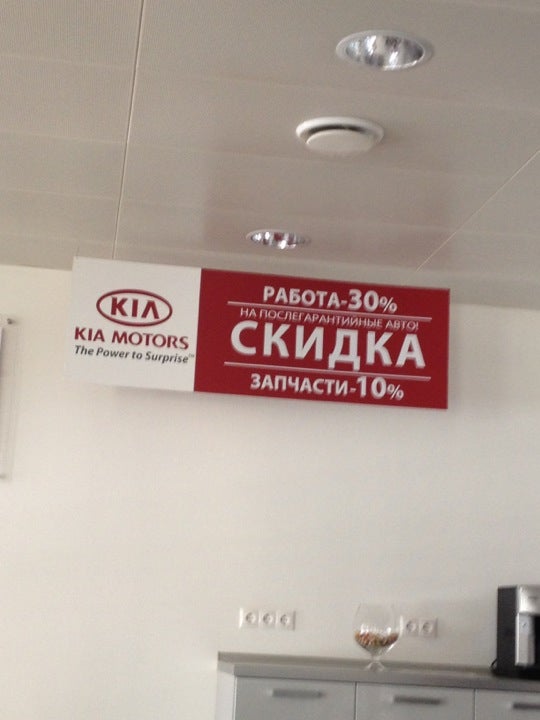 KIA
KIA MOTORS
The Power to Surprise™
РАБОТА-30%
НА ПОСЛЕГАРАНТИЙНЫЕ АВТО!
СКИДКА
ЗАПЧАСТИ-10%